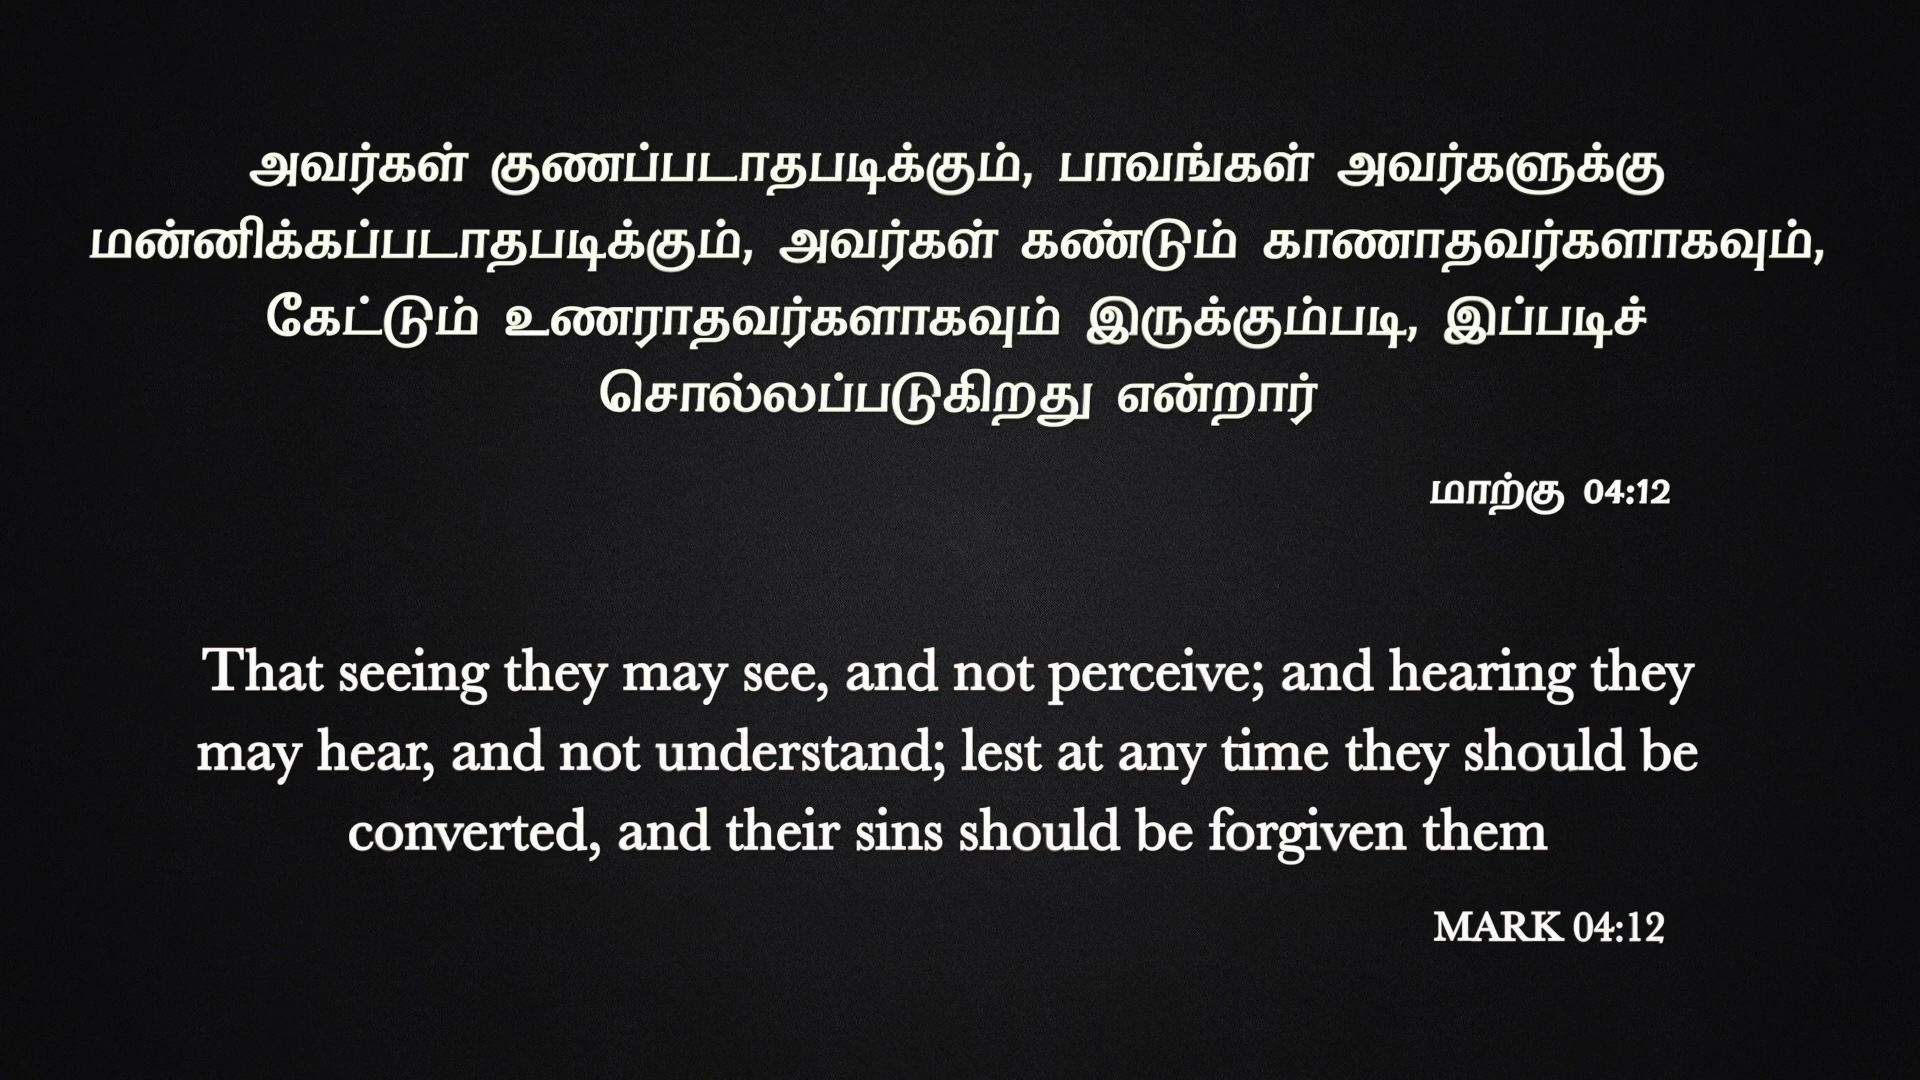 அவர்கள் குணப்படாதபடிக்கும், பாவங்கள் அவர்களுக்கு
மன்னிக்கப்படாதபடிக்கும், அவர்கள் கண்டும் காணாதவர்களாகவும்,
கேட்டும் உணராதவர்களாகவும் இருக்கும்படி, இப்படிச்
சொல்லப்படுகிறது என்றார்
மாற்கு 04:12
That seeing they may see, and not perceive; and hearing they
may hear, and not understand; lest at any time they should be
converted, and their sins should be forgiven them
MARK 04:12